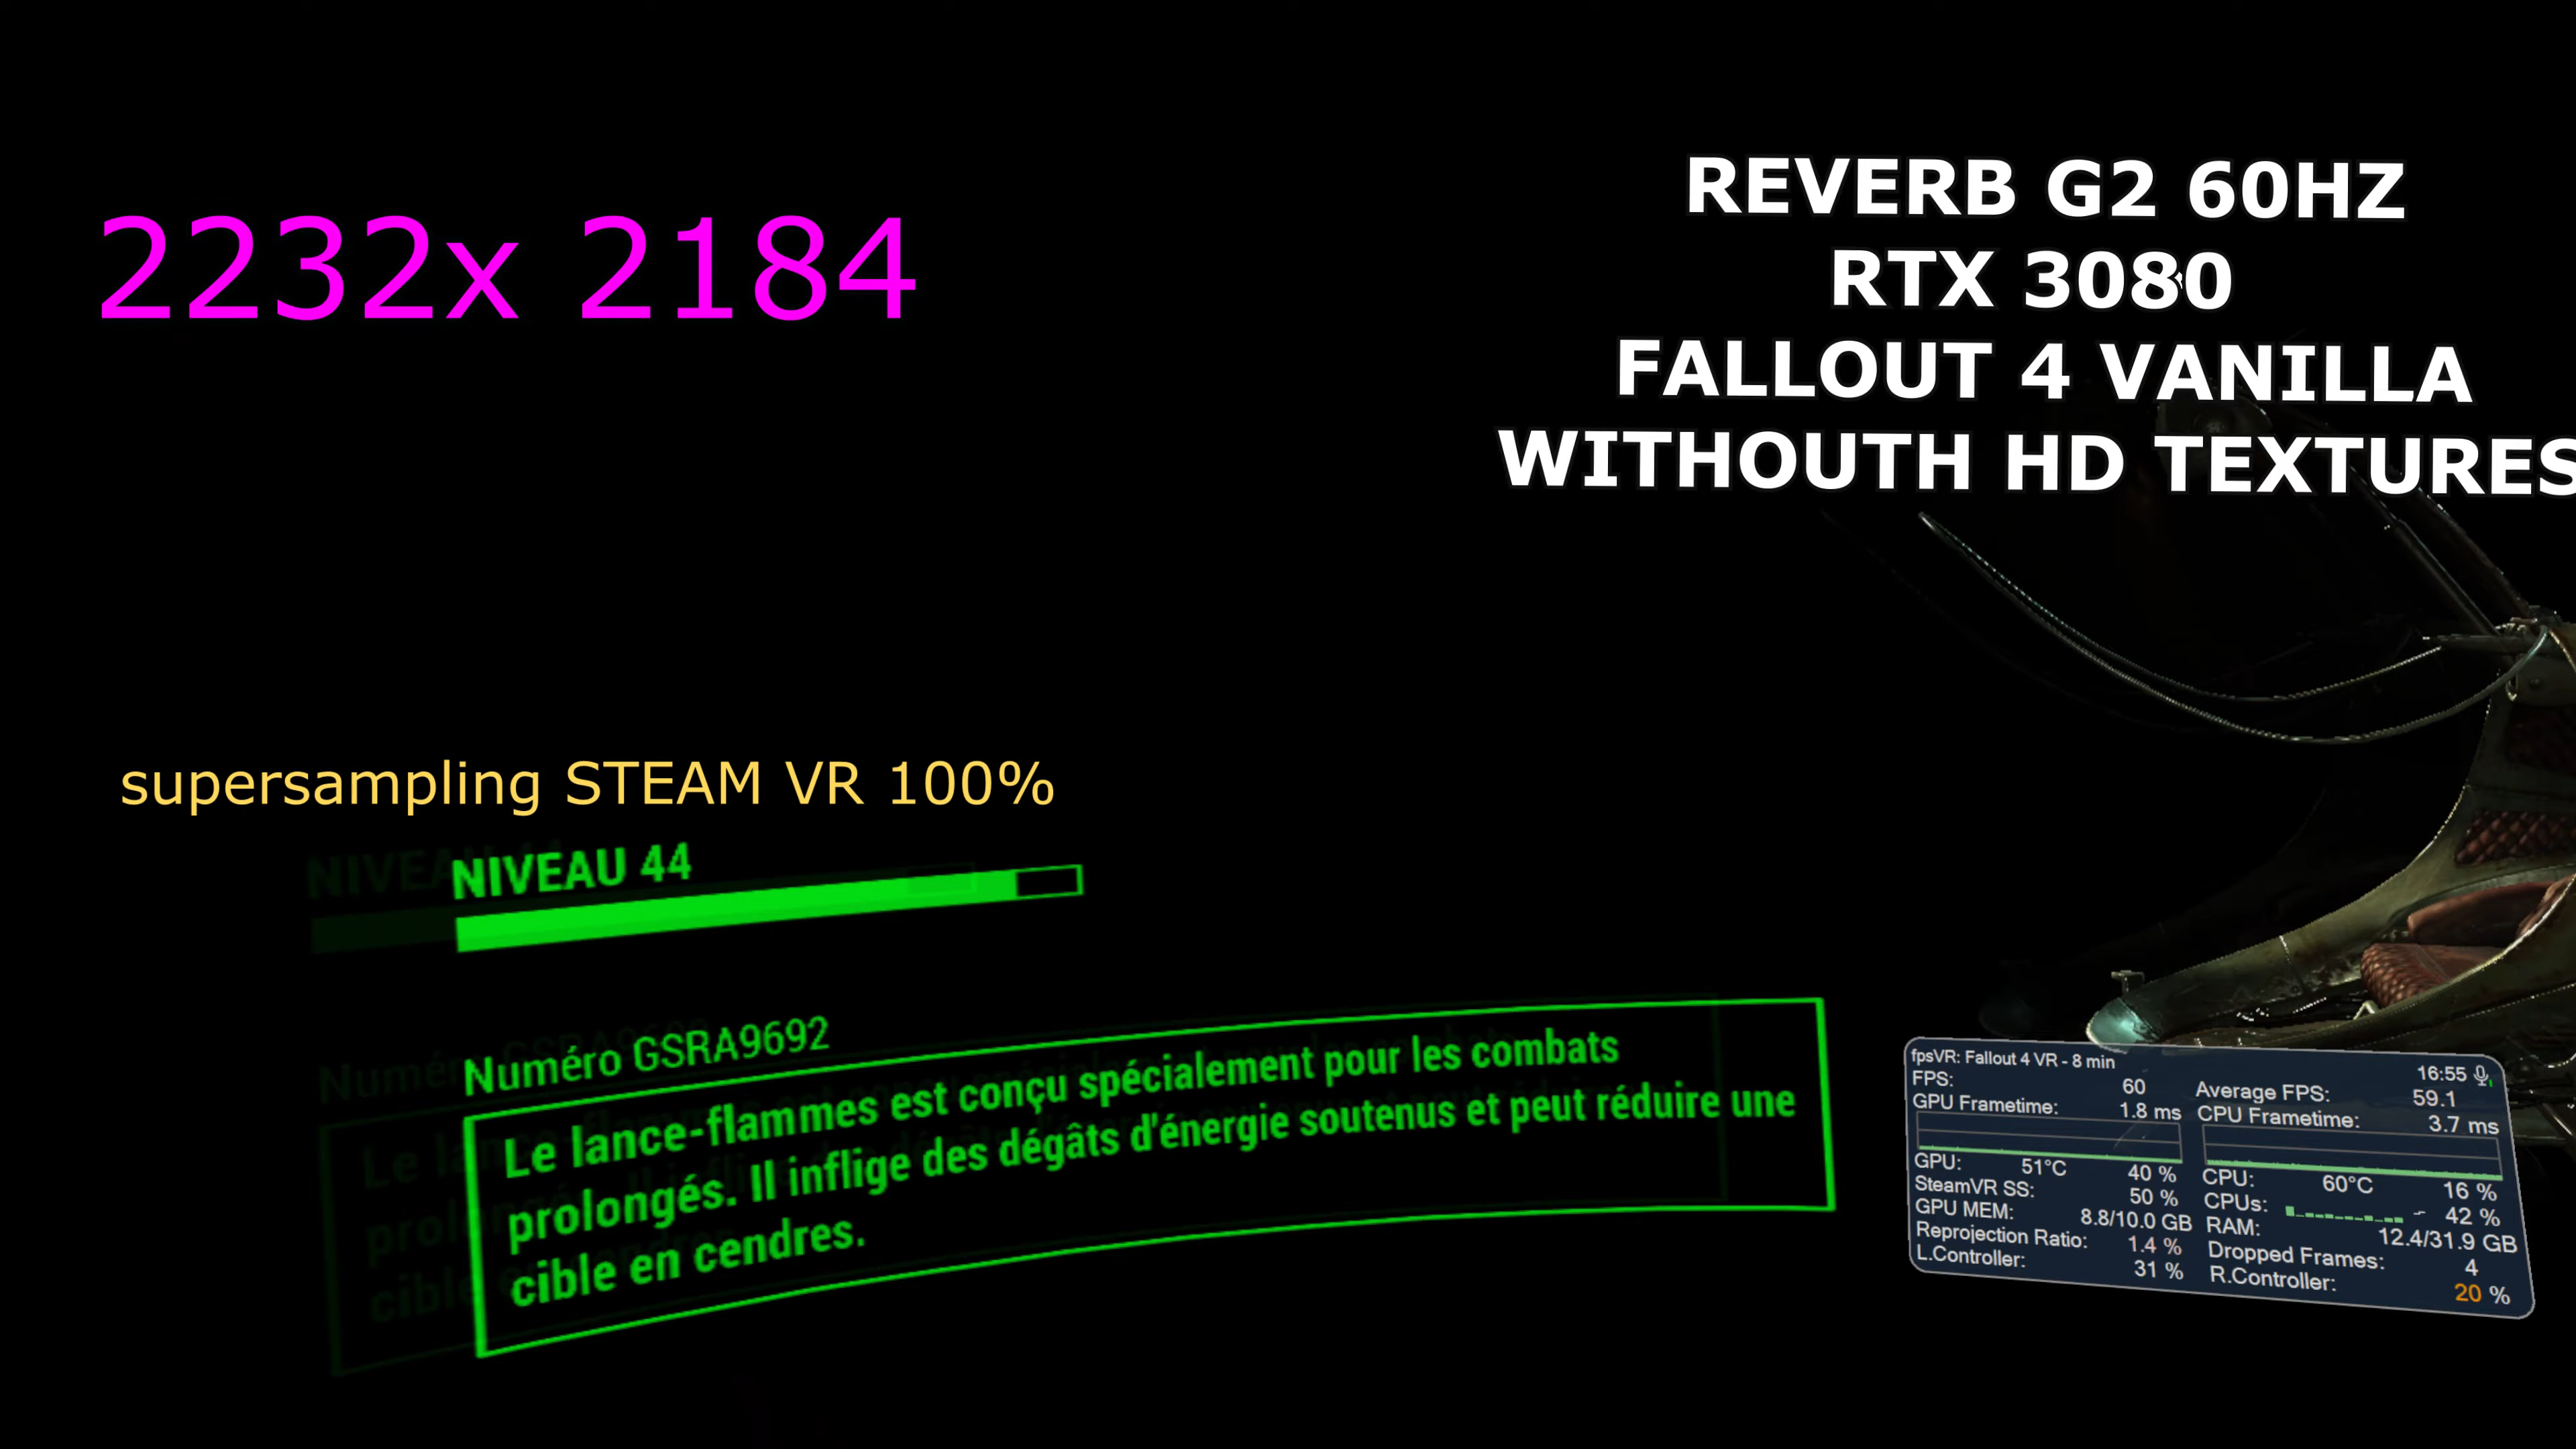 REVERB G2 60HZ
RTX 3080
FALLOUT 4 VANILLA
WITHOUTH HD TEXTURES
2232x 2184
supersampling STEAM VR 100%
NIVEAU 44
Numéro GSRA9692
Le lance-flammes est conçu spécialement pour les combats
prolongés. Il inflige des dégâts d'énergie soutenus et peut réduire une
cible en cendres.
fpsVR: Fallout 4 VR - 8 min 16:55
FPS: 60 Average FPS: 59.1
GPU Frametime: 1.8 ms CPU Frametime: 3.7 ms
GPU: 51°C 40 % CPU: 60°C 16 %
SteamVR SS: 50 % CPUs: 42 %
GPU MEM: 8.8/10.0 GB RAM: 12.4/31.9 GB
Reprojection Ratio: 1.4 % Dropped Frames: 4
L.Controller: 31 % R.Controller: 20 %